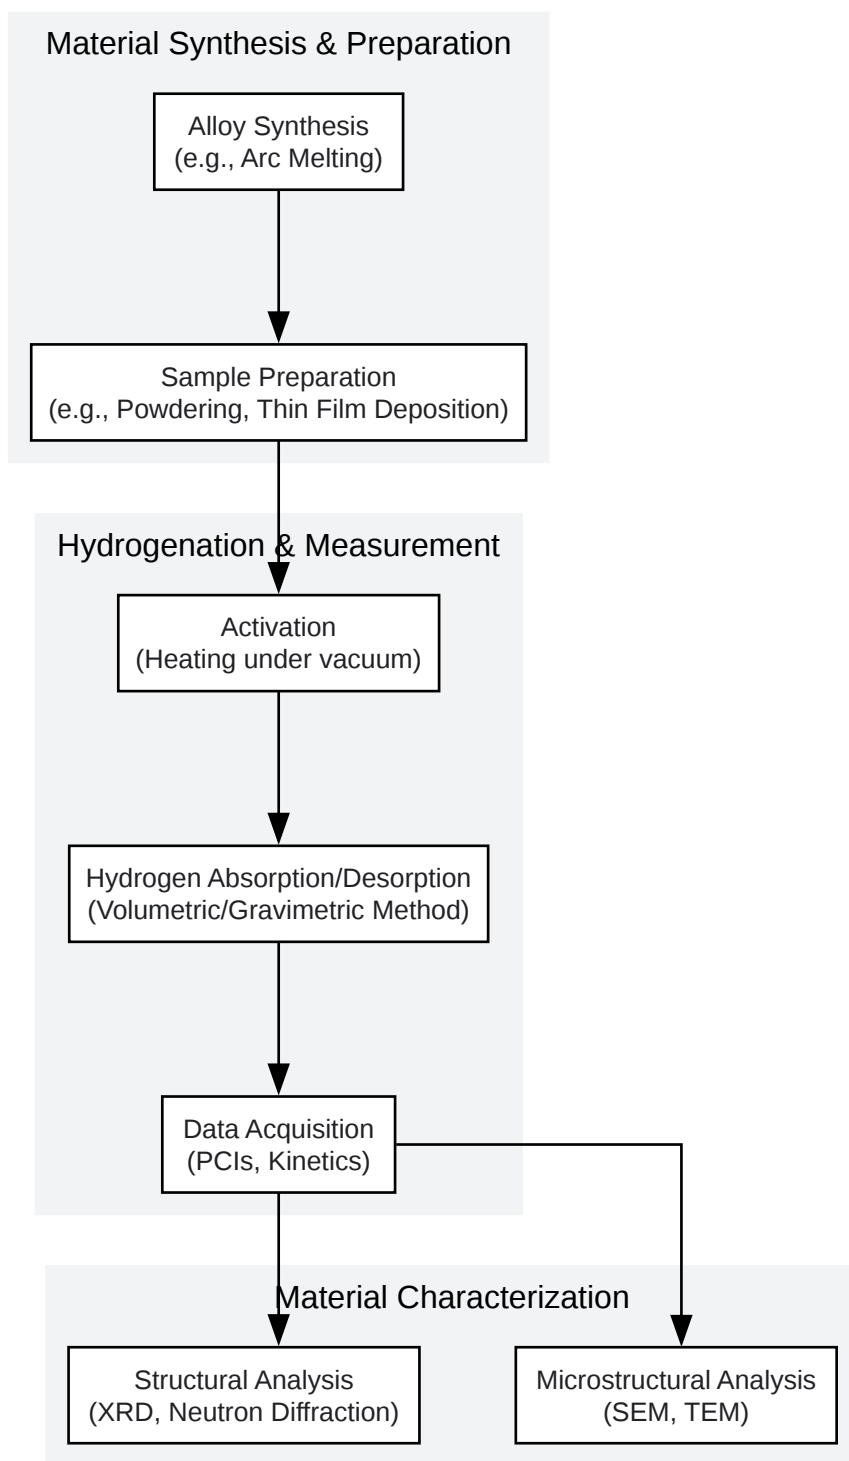 Material Synthesis & Preparation
Alloy Synthesis
(e.g., Arc Melting)
Sample Preparation
(e.g., Powdering, Thin Film Deposition)
Hydrogenation & Measurement
Activation
(Heating under vacuum)
Hydrogen Absorption/Desorption
(Volumetric/Gravimetric Method)
Data Acquisition
(PCIs, Kinetics)
Material Characterization
Structural Analysis
(XRD, Neutron Diffraction)
Microstructural Analysis
(SEM, TEM)